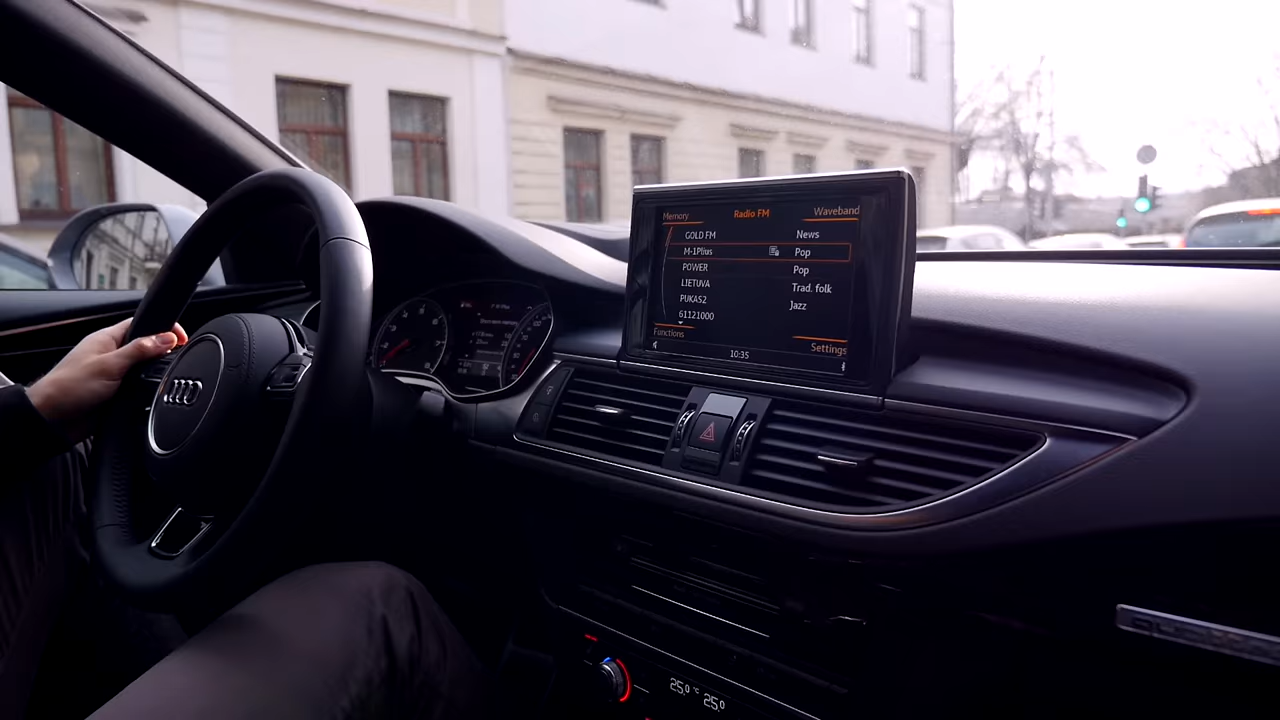 Memory Radio FM Waveband
GOLD FM News
M-1Plius Pop
POWER Pop
LIETUVA Trad. folk
PUKAS2 Jazz
61121000
Functions Settings
10:35
25.0 °C 25.0